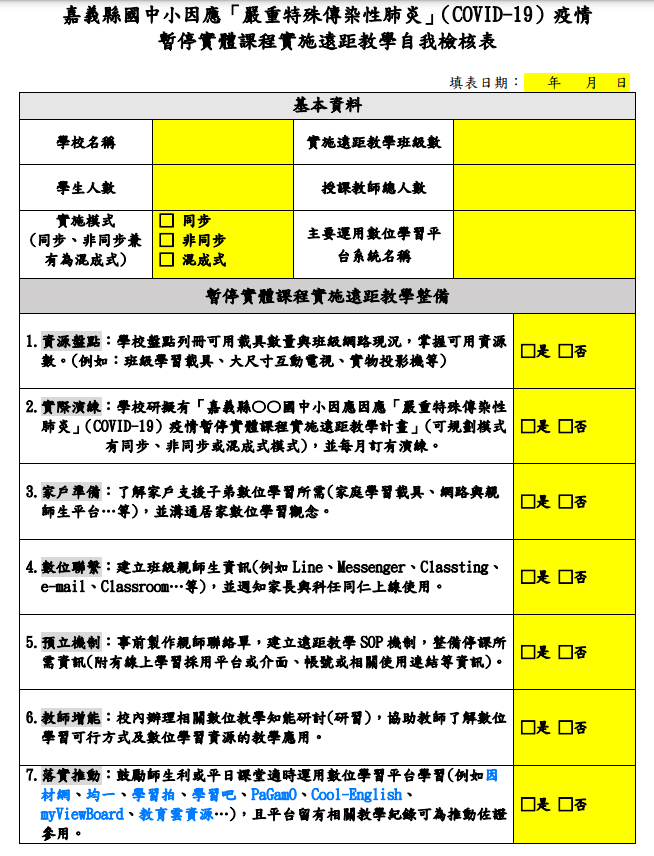 嘉義縣國中小因應「嚴重特殊傳染性肺炎」(COVID-19) 疫情
暫停實體課程實施遠距教學自我檢核表
填表日期： 年 月 日
基本資料
學校名稱
實施遠距教學班級數
學生人數
授課教師總人數
實施模式
(同步、非同步兼
有為混成式)
□ 同步
□ 非同步
□ 混成式
主要運用數位學習平
台系統名稱
暫停實體課程實施遠距教學整備
1. 資源盤點：學校盤點列冊可用載具數量與班級網路現況，掌握可用資源
數。(例如：班級學習載具、大尺寸互動電視、實物投影機等)
□是 □否
2. 實際演練：學校研擬有「嘉義縣〇〇國中小因應因應「嚴重特殊傳染性
肺炎」(COVID-19) 疫情暫停實體課程實施遠距教學計畫」(可規劃模式
有同步、非同步或混成式模式)，並每月訂有演練。
□是 □否
3. 家戶準備：了解家戶支援子弟數位學習所需(家庭學習載具、網路與親
師生平台…等)，並溝通居家數位學習觀念。
□是 □否
4. 數位聯繫：建立班級親師生資訊(例如 Line、Messenger、Classting、
e-mail、Classroom…等)，並週知家長與科任同仁上線使用。
□是 □否
5. 預立機制：事前製作親師聯絡單，建立遠距教學 SOP 機制，整備停課所
需資訊(附有線上學習採用平台或介面、帳號或相關使用連結等資訊)。
□是 □否
6. 教師增能：校內辦理相關數位教學知能研討(研習)，協助教師了解數位
學習可行方式及數位學習資源的教學應用。
□是 □否
7. 落實推動：鼓勵師生利或平日課堂適時運用數位學習平台學習(例如因
材網、均一、學習拍、學習吧、PaGamO、Cool-English、
myViewBoard、教育雲資源…)，且平台留有相關教學紀錄可為推動佐證
參用。
□是 □否